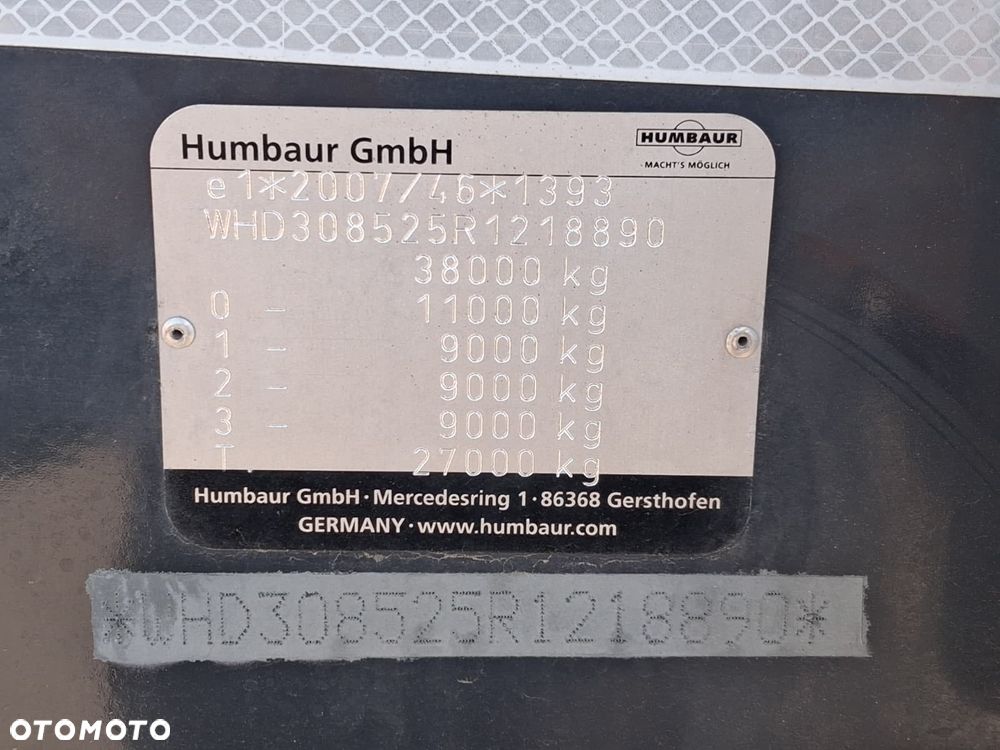 Humbaur GmbH
HUMBAUR
MACHT'S MÖGLICH
e1*2007/46*1393
WHD308525R1218890
38000 kg
0 - 11000 kg
1 - 9000 kg
2 - 9000 kg
3 - 9000 kg
T. 27000 kg
Humbaur GmbH·Mercedesring 1·86368 Gersthofen
GERMANY·www.humbaur.com
*WHD308525R1218890*
OTOMOTO